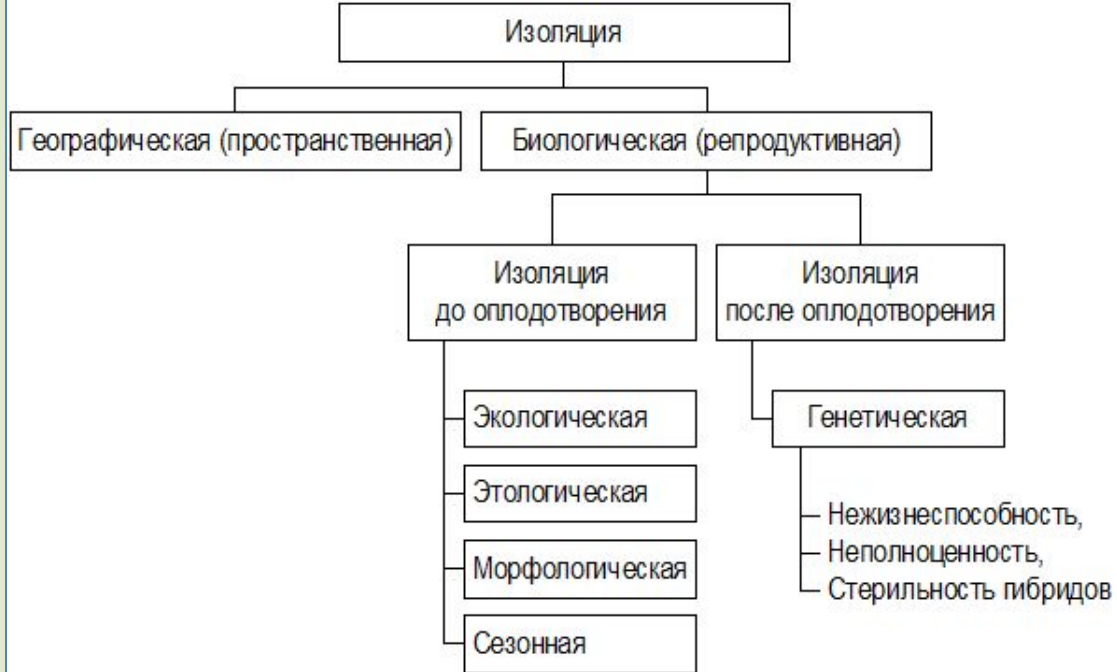 Изоляция
Географическая (пространственная)
Биологическая (репродуктивная)
Изоляция
до оплодотворения
Изоляция
после оплодотворения
Экологическая
Этологическая
Морфологическая
Сезонная
Генетическая
Нежизнеспособность,
Неполноценность,
Стерильность гибридов